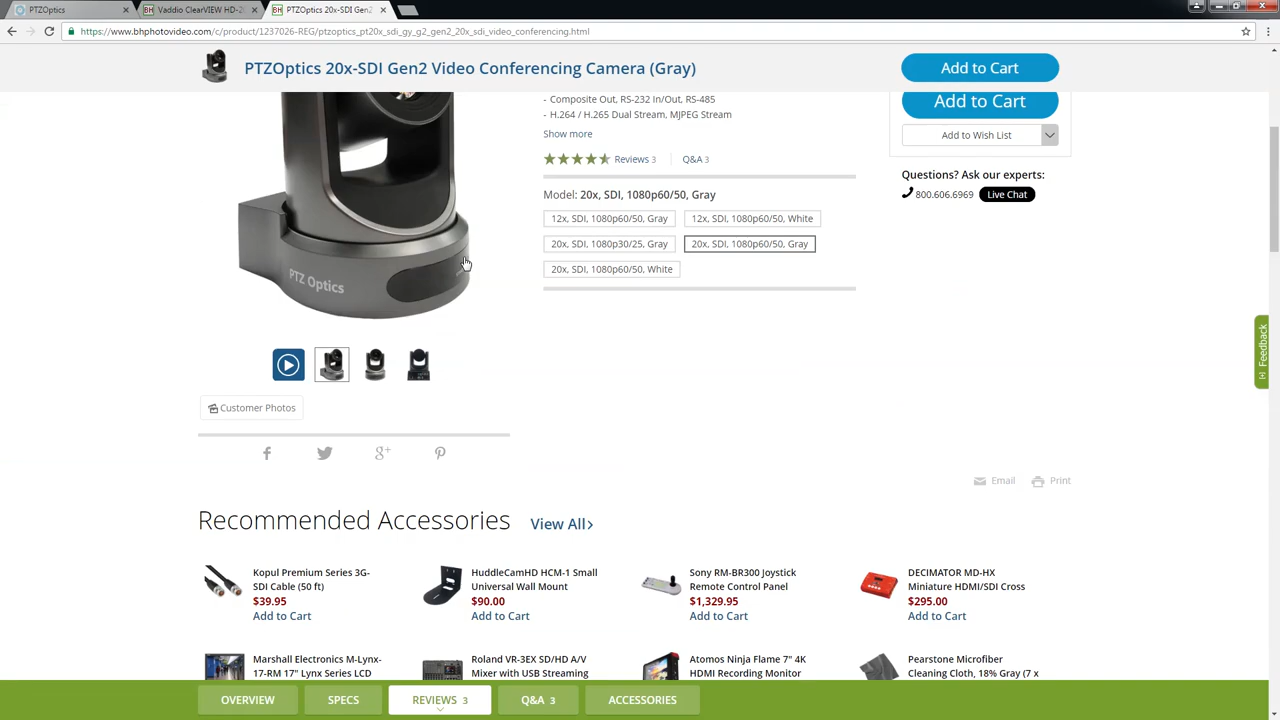 PTZOptics
BH Vaddio ClearVIEW HD-20
BH PTZOptics 20x-SDI Gen2
https://www.bhphotovideo.com/c/product/1237026-REG/ptzoptics_pt20x_sdi_gy_g2_gen2_20x_sdi_video_conferencing.html
PTZOptics 20x-SDI Gen2 Video Conferencing Camera (Gray)
Add to Cart
- Composite Out, RS-232 In/Out, RS-485
- H.264 / H.265 Dual Stream, MJPEG Stream
Show more
Reviews 3
Q&A 3
Add to Cart
Add to Wish List
Questions? Ask our experts:
800.606.6969 Live Chat
Model: 20x, SDI, 1080p60/50, Gray
12x, SDI, 1080p60/50, Gray
12x, SDI, 1080p60/50, White
20x, SDI, 1080p30/25, Gray
20x, SDI, 1080p60/50, Gray
20x, SDI, 1080p60/50, White
PTZ Optics
[+] Feedback
Customer Photos
Email
Print
Recommended Accessories
View All>
Kopul Premium Series 3G-
SDI Cable (50 ft)
$39.95
Add to Cart
HuddleCamHD HCM-1 Small
Universal Wall Mount
$90.00
Add to Cart
Sony RM-BR300 Joystick
Remote Control Panel
$1,329.95
Add to Cart
DECIMATOR MD-HX
Miniature HDMI/SDI Cross
$295.00
Add to Cart
Marshall Electronics M-Lynx-
17-RM 17" Lynx Series LCD
Roland VR-3EX SD/HD A/V
Mixer with USB Streaming
Atomos Ninja Flame 7" 4K
HDMI Recording Monitor
Pearstone Microfiber
Cleaning Cloth, 18% Gray (7 x
OVERVIEW
SPECS
REVIEWS 3
Q&A 3
ACCESSORIES